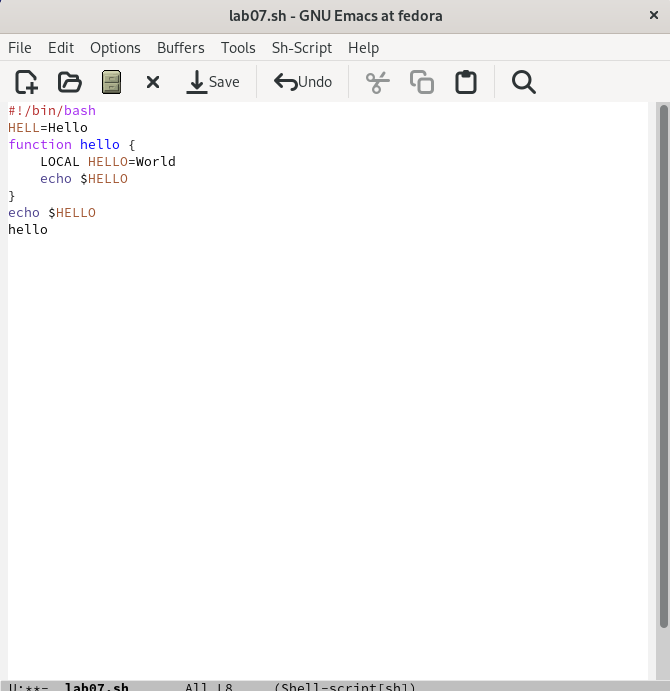 lab07.sh - GNU Emacs at fedora
File Edit Options Buffers Tools Sh-Script Help
Save Undo
#!/bin/bash
HELL=Hello
function hello {
    LOCAL HELLO=World
    echo $HELLO
}
echo $HELLO
hello
U:**- lab07.sh All L8 (Shell-script[sh])